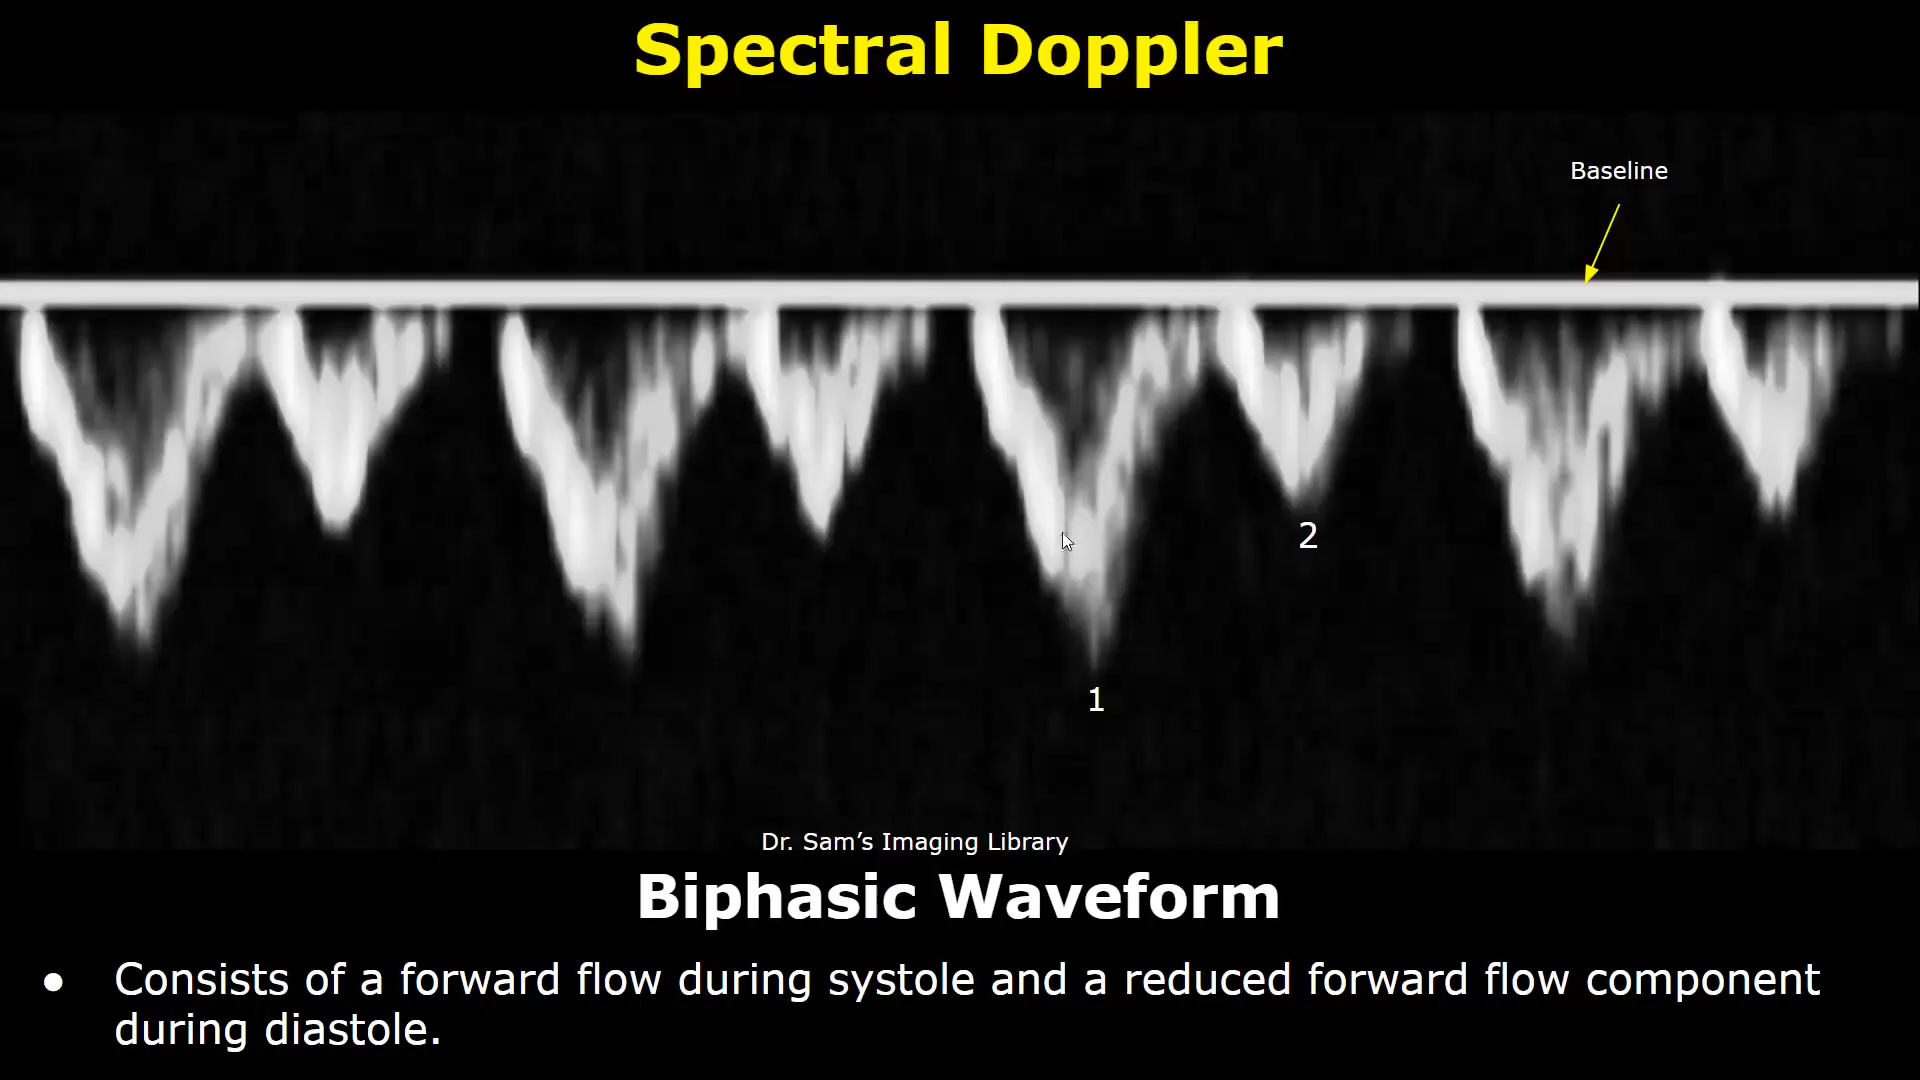 Spectral Doppler
Baseline
2
1
Dr. Sam’s Imaging Library
Biphasic Waveform
● Consists of a forward flow during systole and a reduced forward flow component
during diastole.